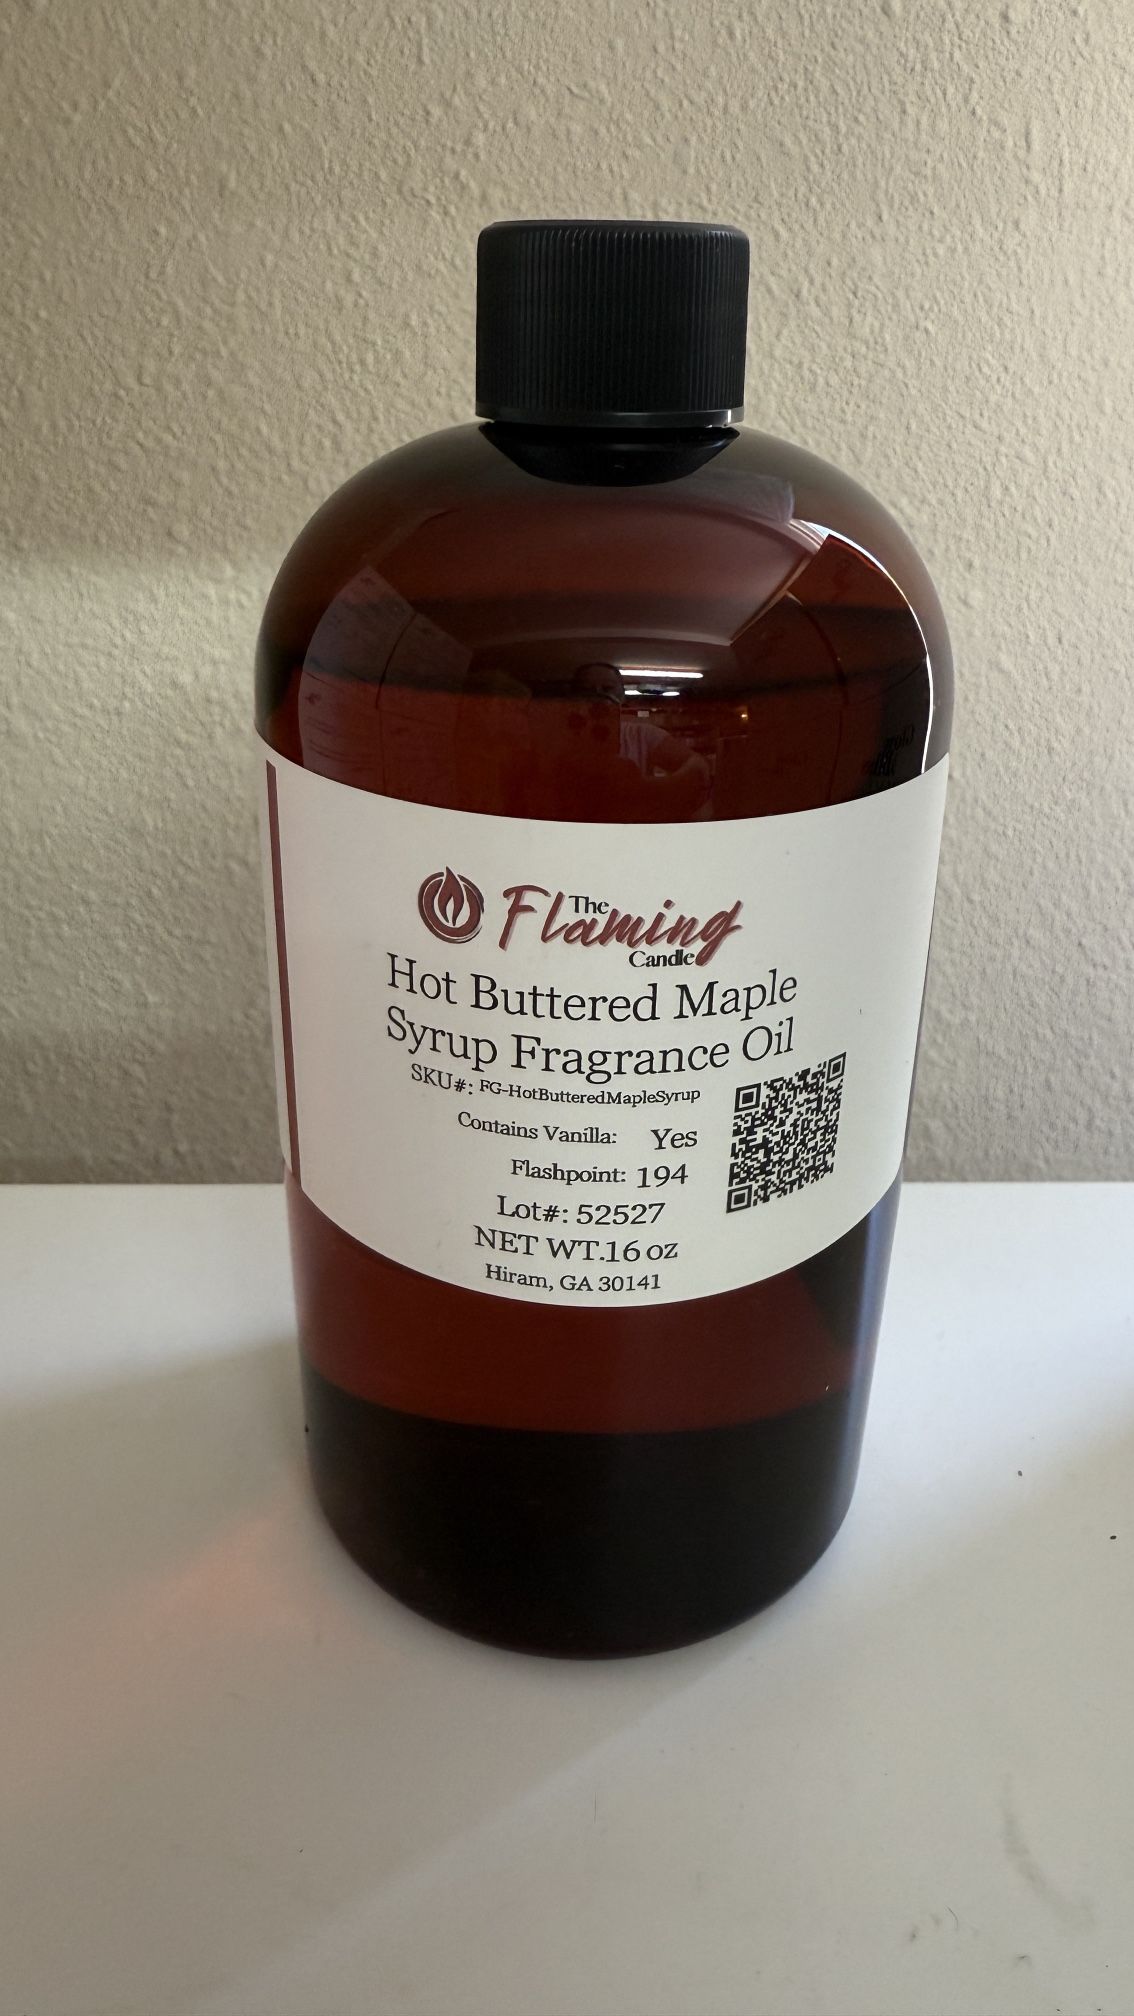 The
Flaming
Candle
Hot Buttered Maple
Syrup Fragrance Oil
SKU#: FG-HotButteredMapleSyrup
Contains Vanilla: Yes
Flashpoint: 194
Lot#: 52527
NET WT.16 oz
Hiram, GA 30141